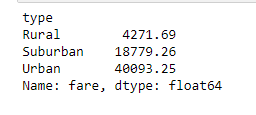 type
Rural        4271.69
Suburban    18779.26
Urban       40093.25
Name: fare, dtype: float64